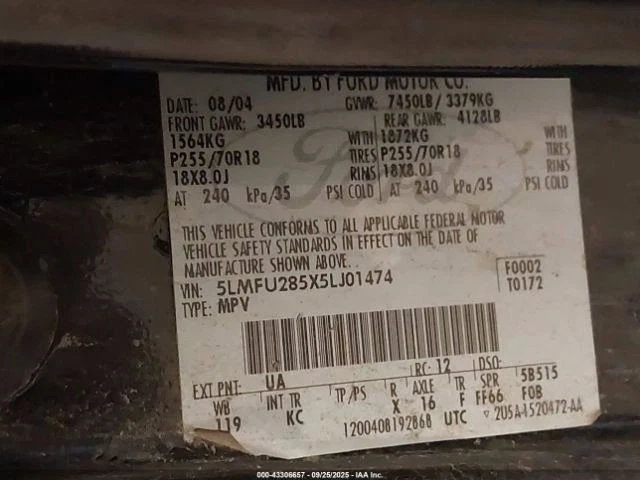 MFD. BY FORD MOTOR CO.
DATE: 08/04 GVWR: 7450LB / 3379KG
FRONT GAWR: 3450LB REAR GAWR: 4128LB
1564KG WITH 1872KG WITH
P255/70R18 TIRES P255/70R18 TIRES
18X8.0J RIMS 18X8.0J RIMS
AT 240 kPa/35 PSI COLD AT 240 kPa/35 PSI COLD
Ford
THIS VEHICLE CONFORMS TO ALL APPLICABLE FEDERAL MOTOR
VEHICLE SAFETY STANDARDS IN EFFECT ON THE DATE OF
MANUFACTURE SHOWN ABOVE.
VIN: 5LMFU285X5LJ01474 F0002
TYPE: MPV T0172
RC: 12 DSO:
EXT PNT: UA 5B515
WB INT TR TP/PS R AXLE TR SPR
119 KC X 16 F FF66 FOB
1200408192868 UTC ▽ 2U5A-1520472-AA
000-43306657 - 09/25/2025 - IAAI.com